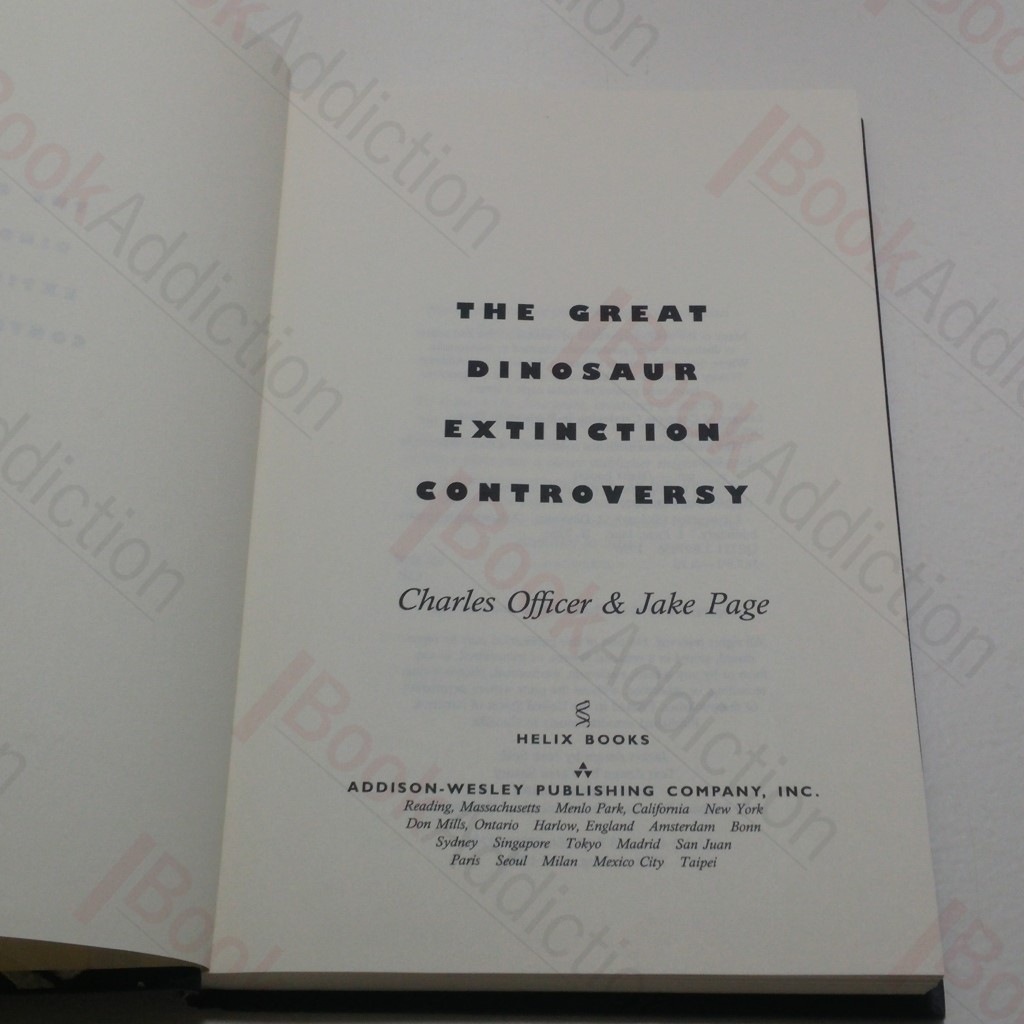 THE GREAT
DINOSAUR
EXTINCTION
CONTROVERSY
Charles Officer & Jake Page
HELIX BOOKS
ADDISON-WESLEY PUBLISHING COMPANY, INC.
Reading, Massachusetts Menlo Park, California New York
Don Mills, Ontario Harlow, England Amsterdam Bonn
Sydney Singapore Tokyo Madrid San Juan
Paris Seoul Milan Mexico City Taipei
BookAddiction